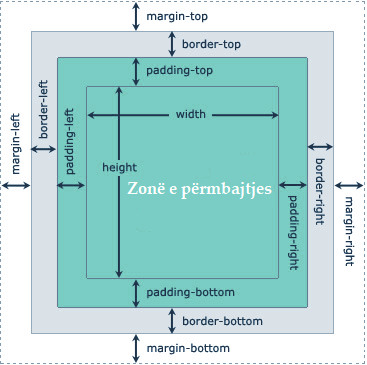 margin-top
border-top
padding-top
margin-left
border-left
padding-left
width
height
Zonë e përmbajtjes
padding-right
border-right
margin-right
padding-bottom
border-bottom
margin-bottom